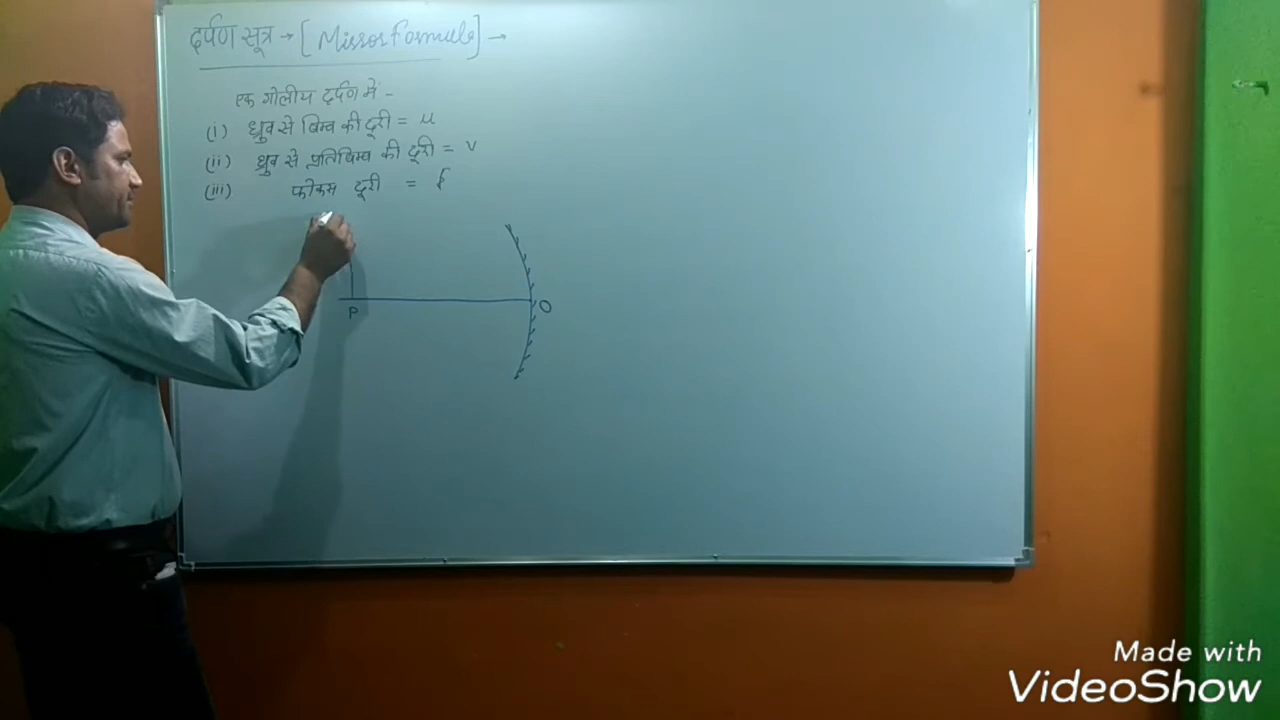 दर्पण सूत्र → [Mirror Formula] →
एक गोलीय दर्पण में -
(i) ध्रुव से बिम्ब की दूरी = u
(ii) ध्रुव से प्रतिबिम्ब की दूरी = v
(iii) फोकस दूरी = f
P
O
Made with
VideoShow